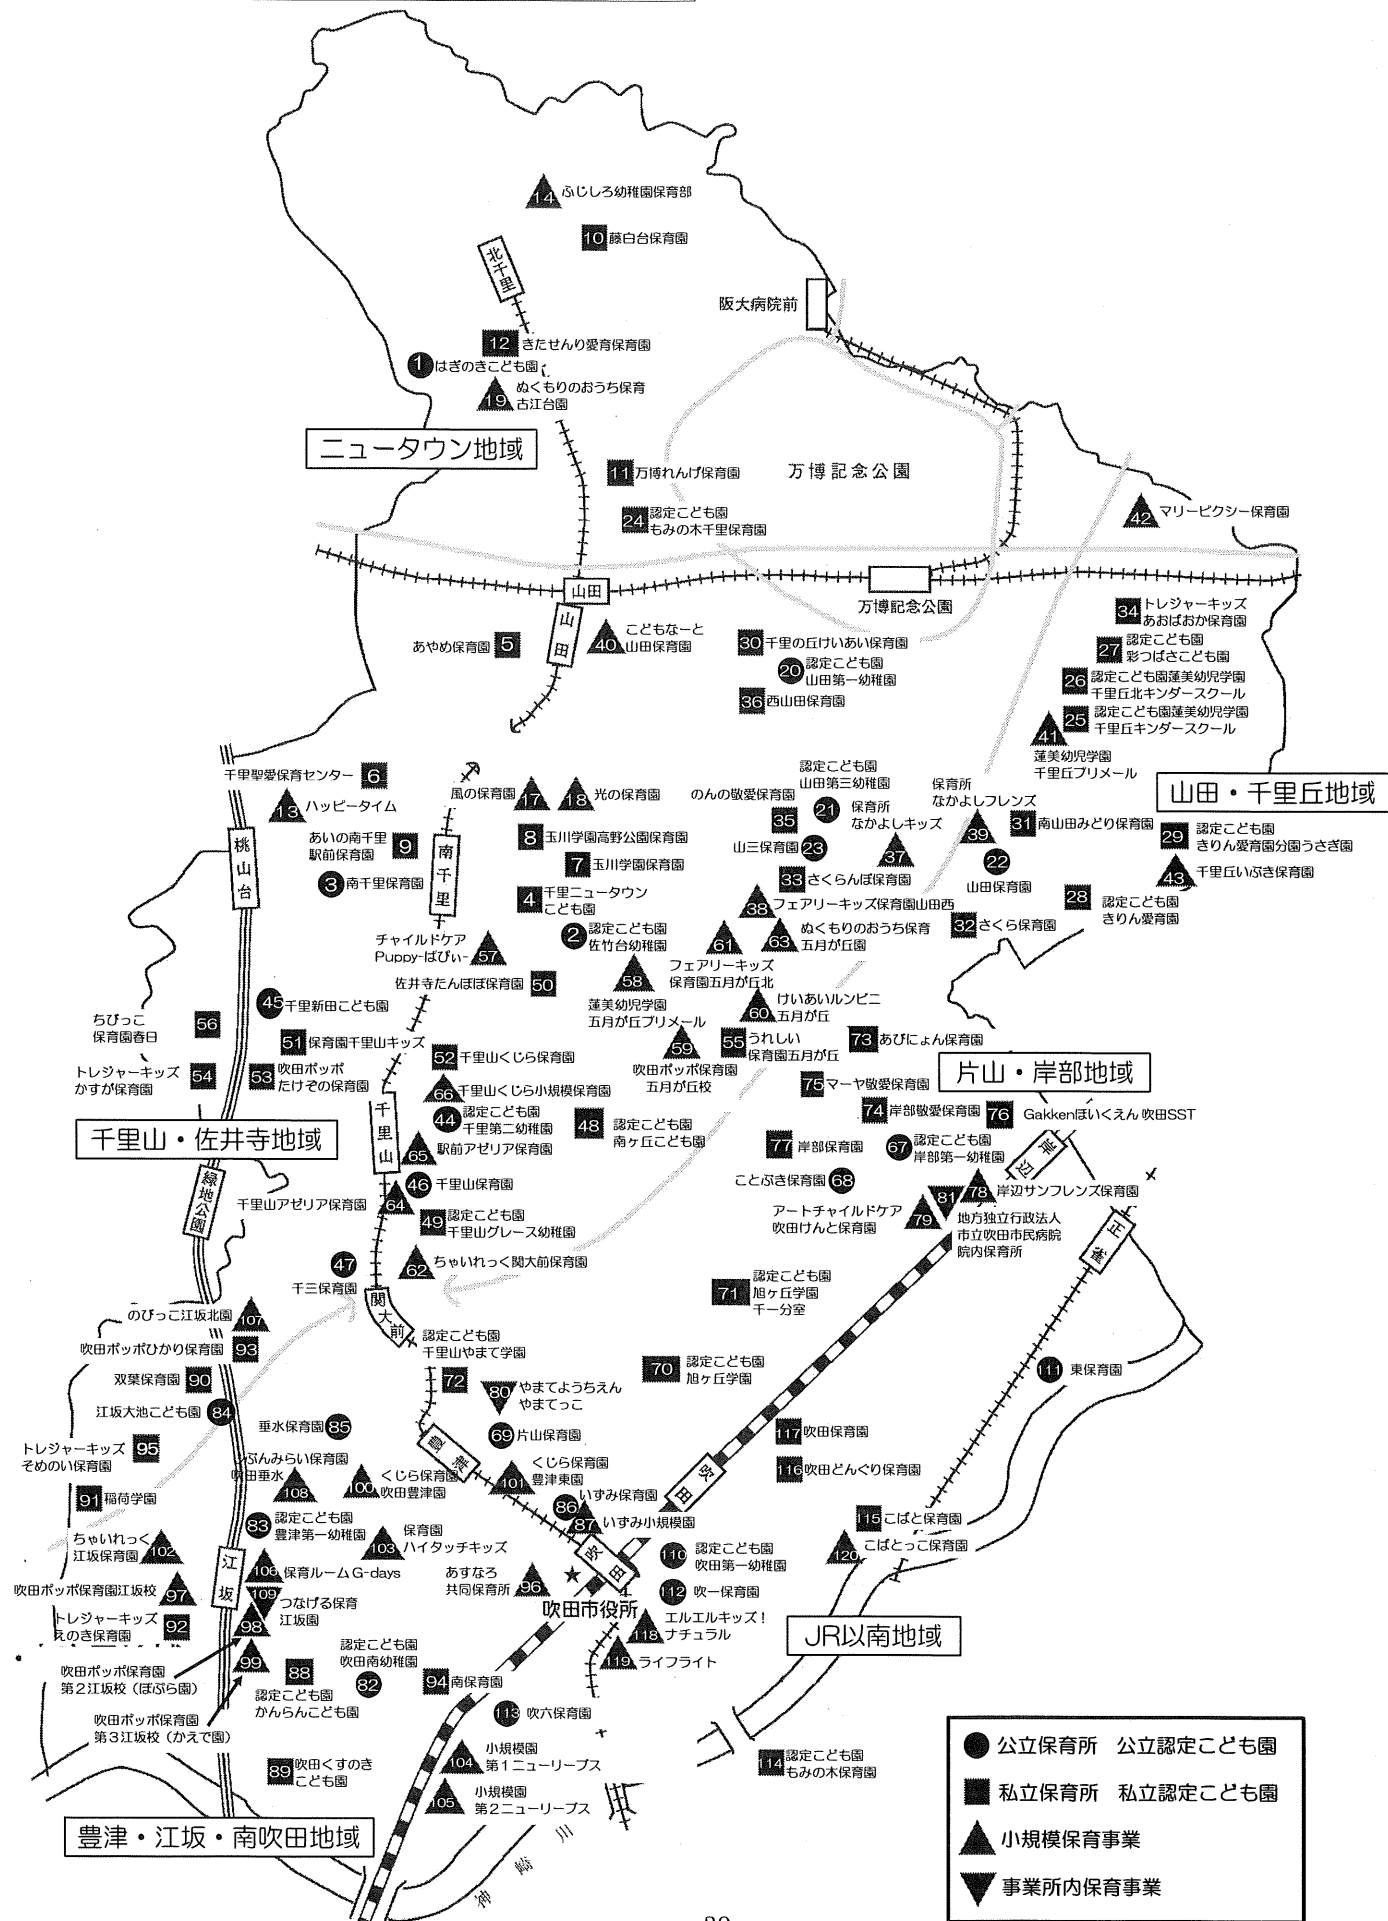 14 ふじしろ幼稚園保育部
10 藤白台保育園
北千里
阪大病院前
12 きたせんり愛育保育園
1 はぎのきこども園
19 ぬくもりのおうち保育
古江台園
ニュータウン地域
11 万博れんげ保育園
万博記念公園
24 認定こども園
もみの木千里保育園
42 マリーピクシー保育園
山田
万博記念公園
山田
あやめ保育園 5
40 こどもなーと
山田保育園
30 千里の丘けいあい保育園
20 認定こども園
山田第一幼稚園
36 西山田保育園
34 トレジャーキッズ
あおばおか保育園
27 認定こども園
彩つばさこども園
26 認定こども園蓮美幼児学園
千里丘北キンダースクール
25 認定こども園蓮美幼児学園
千里丘キンダースクール
41
蓮美幼児学園
千里丘プリメール
山田・千里丘地域
千里聖愛保育センター 6
13 ハッピータイム
風の保育園 17
18 光の保育園
あいの南千里
駅前保育園 9
3 南千里保育園
桃山台
南千里
8 玉川学園高野公園保育園
7 玉川学園保育園
4 千里ニュータウン
こども園
2 認定こども園
佐竹台幼稚園
認定こども園
山田第三幼稚園
21
のんの敬愛保育園
35
保育所
なかよしキッズ
37
山三保育園 23
33 さくらんぼ保育園
38 フェアリーキッズ保育園山田西
保育所
なかよしフレンズ
39
31 南山田みどり保育園
22
山田保育園
29 認定こども園
きりん愛育園分園うさぎ園
43 千里丘いぶき保育園
28 認定こども園
きりん愛育園
32 さくら保育園
チャイルドケア
Puppy-ぱぴぃ- 57
佐井寺たんぽぽ保育園 50
58
蓮美幼児学園
五月が丘プリメール
61
フェアリーキッズ
保育園五月が丘北
63 ぬくもりのおうち保育
五月が丘園
60 けいあいルンビニ
五月が丘
59
吹田ポッポ保育園
五月が丘校
55 うれしい
保育園五月が丘
73 あびにょん保育園
45 千里新田こども園
ちびっこ
保育園春日 56
51 保育園千里山キッズ
トレジャーキッズ
かすが保育園 54
53 吹田ポッポ
たけぞの保育園
52 千里山くじら保育園
66 千里山くじら小規模保育園
44 認定こども園
千里第二幼稚園
48 認定こども園
南ヶ丘こども園
片山・岸部地域
75 マーヤ敬愛保育園
74 岸部敬愛保育園
76 Gakkenほいくえん 吹田SST
77 岸部保育園
67 認定こども園
岸部第一幼稚園
岸辺
ことぶき保育園 68
78 岸辺サンフレンズ保育園
アートチャイルドケア
吹田けんと保育園 79
81
地方独立行政法人
市立吹田市民病院
院内保育所
正雀
千里山・佐井寺地域
千里山
65 駅前アゼリア保育園
46 千里山保育園
千里山アゼリア保育園 64
緑地公園
49 認定こども園
千里山グレース幼稚園
62 ちゃいれっく関大前保育園
47
千三保育園
関大前
71 認定こども園
旭ヶ丘学園
千一分室
のびっこ江坂北園 107
吹田ポッポひかり保育園 93
双葉保育園 90
江坂大池こども園 84
認定こども園
千里山やまて学園
72
80 やまてようちえん
やまてっこ
70 認定こども園
旭ヶ丘学園
111 東保育園
垂水保育園 85
69 片山保育園
豊津
トレジャーキッズ
そめのい保育園 95
ぶんみらい保育園
吹田垂水 108
100 くじら保育園
吹田豊津園
101 くじら保育園
豊津東園
117 吹田保育園
116 吹田どんぐり保育園
吹田
91 稲荷学園
86 いずみ保育園
87 いずみ小規模園
83 認定こども園
豊津第一幼稚園
103 保育園
ハイタッチキッズ
115 こばと保育園
120 こばとっこ保育園
ちゃいれっく
江坂保育園 102
江坂
吹田
106 保育ルームG-days
あすなろ
共同保育所 96
★
吹田市役所
110 認定こども園
吹田第一幼稚園
112 吹一保育園
吹田ポッポ保育園江坂校 97
109 つなげる保育
江坂園
98
トレジャーキッズ
えのき保育園 92
118 エルエルキッズ！
ナチュラル
119 ライフライト
JR以南地域
99
吹田ポッポ保育園
第2江坂校（ぽぷら園）
88
認定こども園
かんらんこども園
認定こども園
吹田南幼稚園
82
94 南保育園
吹田ポッポ保育園
第3江坂校（かえで園）
113 吹六保育園
89 吹田くすのき
こども園
104 小規模園
第1ニューリーブス
105 小規模園
第2ニューリーブス
114 認定こども園
もみの木保育園
豊津・江坂・南吹田地域
神崎川
公立保育所　公立認定こども園
私立保育所　私立認定こども園
小規模保育事業
事業所内保育事業